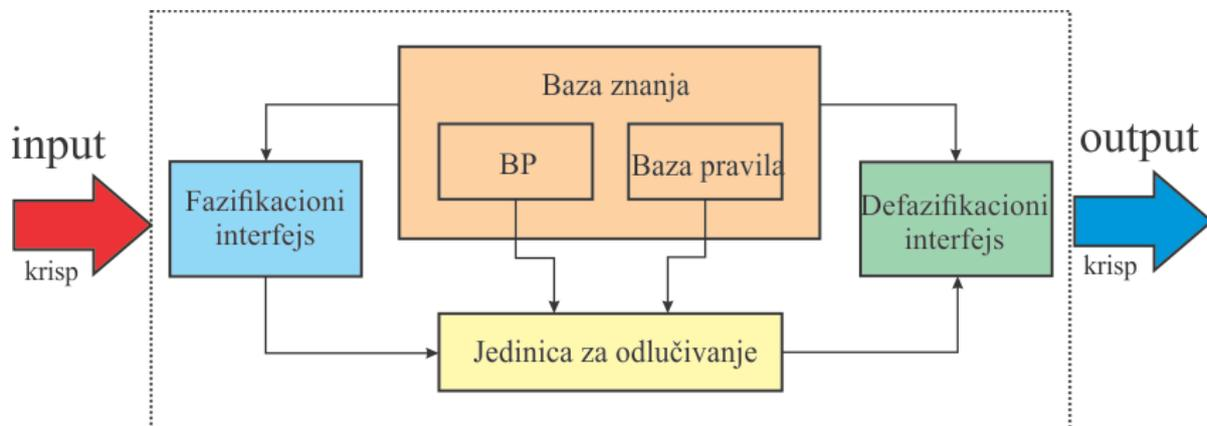 input
krisp
Baza znanja
BP
Baza pravila
Fazifikacioni
interfejs
Defazifikacioni
interfejs
Jedinica za odlučivanje
output
krisp